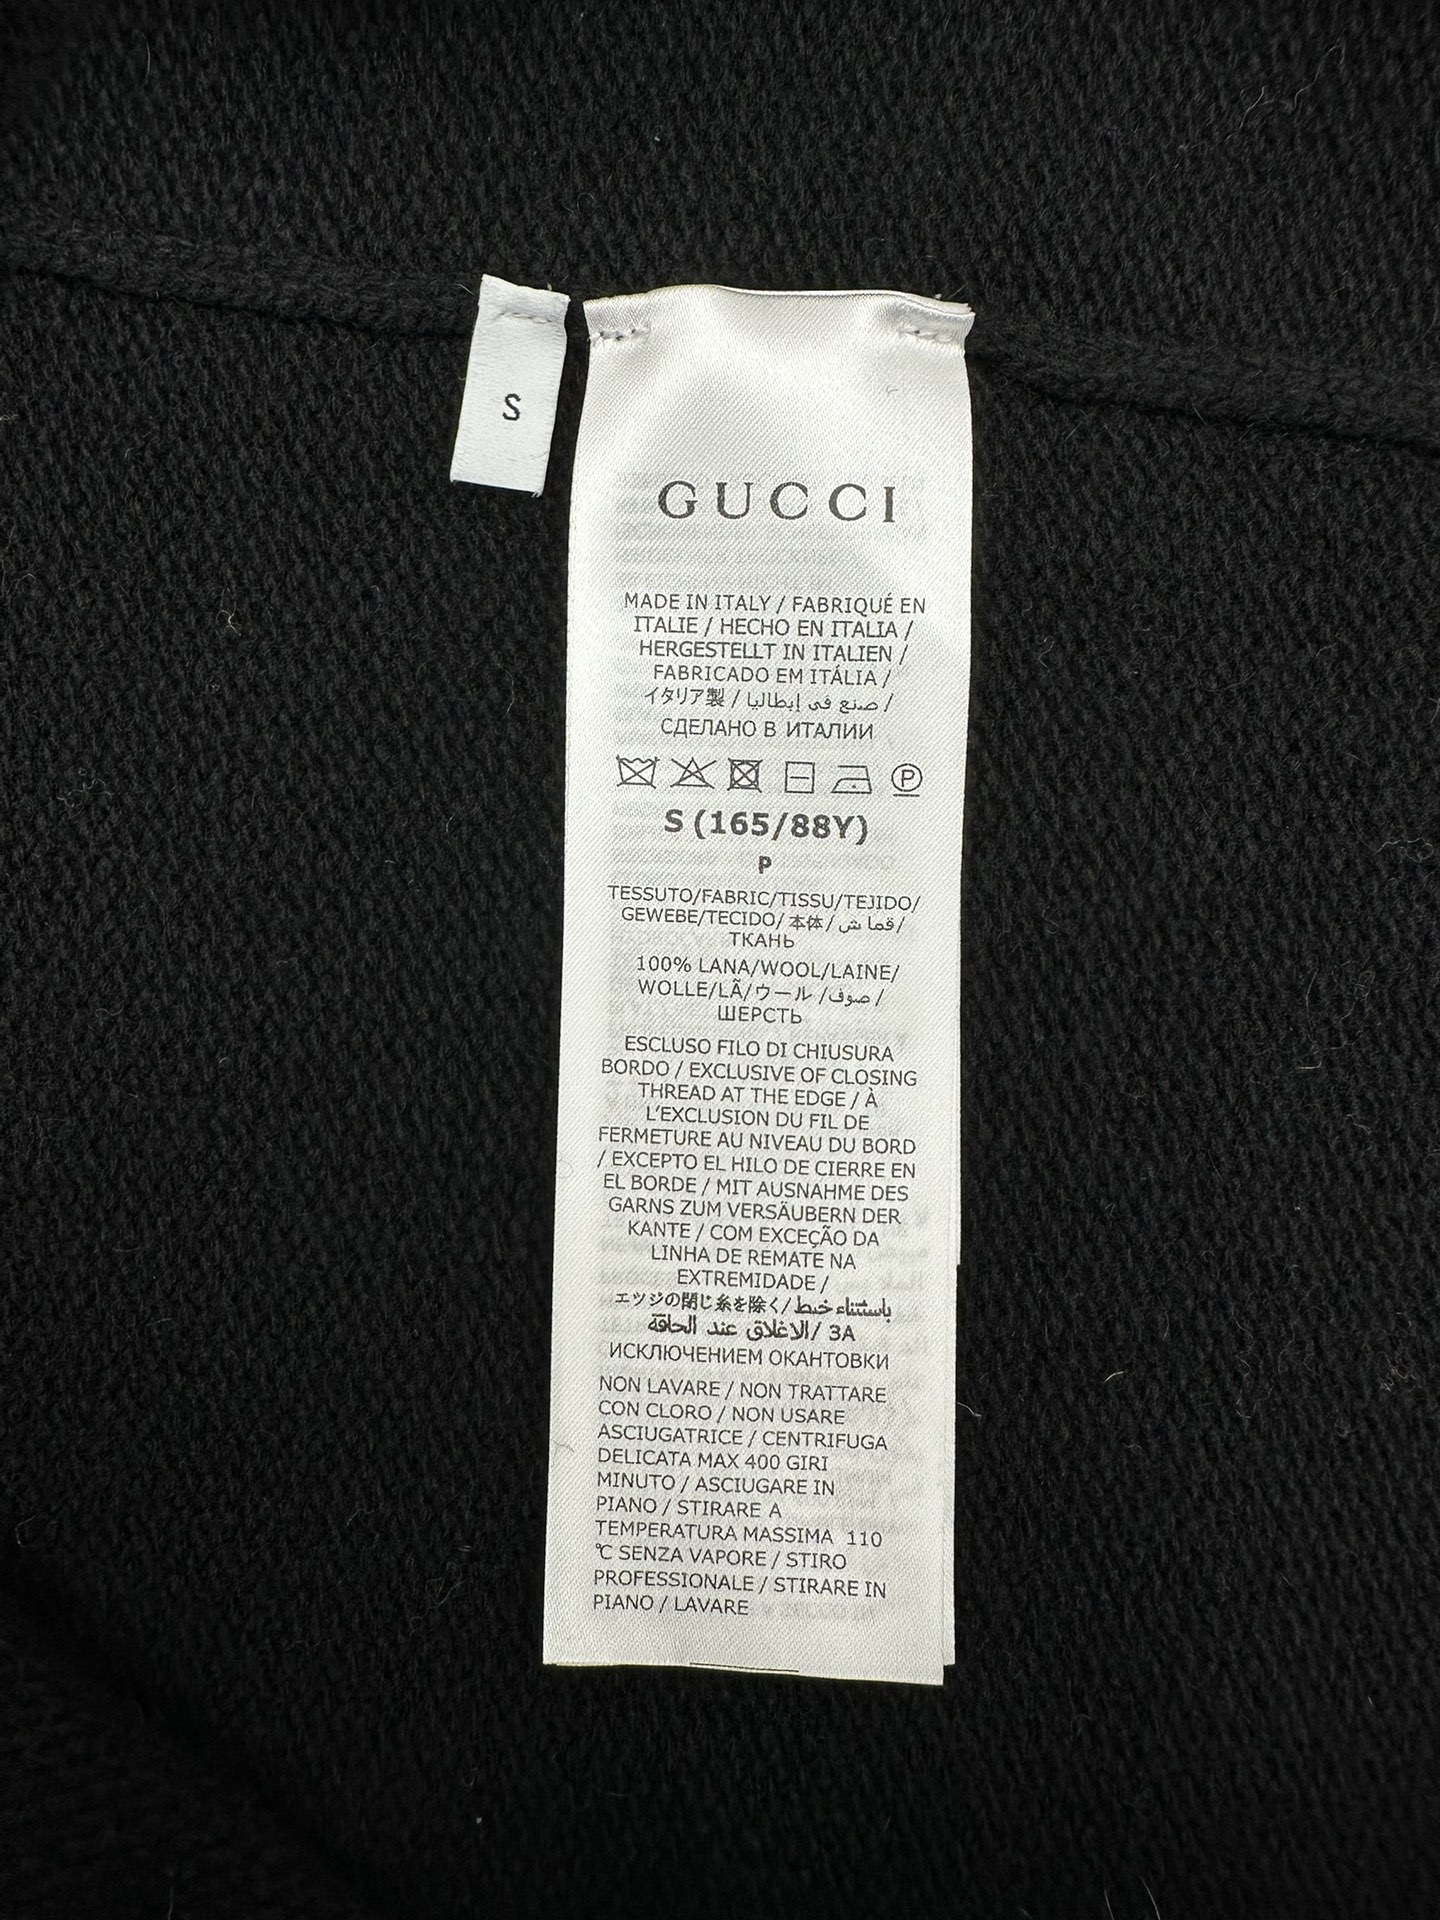 S
GUCCI
MADE IN ITALY / FABRIQUÉ EN
ITALIE / HECHO EN ITALIA /
HERGESTELLT IN ITALIEN /
FABRICADO EM ITÁLIA /
イタリア製 / صنع في إيطاليا /
СДЕЛАНО В ИТАЛИИ
P
S (165/88Y)
P
TESSUTO/FABRIC/TISSU/TEJIDO/
GEWEBE/TECIDO/ 本体/ قما ش/
ТКАНЬ
100% LANA/WOOL/LAINE/
WOLLE/LÃ/ウール /صوف /
ШЕРСТЬ
ESCLUSO FILO DI CHIUSURA
BORDO / EXCLUSIVE OF CLOSING
THREAD AT THE EDGE / À
L'EXCLUSION DU FIL DE
FERMETURE AU NIVEAU DU BORD
/ EXCEPTO EL HILO DE CIERRE EN
EL BORDE / MIT AUSNAHME DES
GARNS ZUM VERSÄUBERN DER
KANTE / COM EXCEÇÃO DA
LINHA DE REMATE NA
EXTREMIDADE /
エッジの閉じ糸を除く/ باستثناء خيط
الاغلاق عند الحافة / ЗА
ИСКЛЮЧЕНИЕМ ОКАНТОВКИ
NON LAVARE / NON TRATTARE
CON CLORO / NON USARE
ASCIUGATRICE / CENTRIFUGA
DELICATA MAX 400 GIRI
MINUTO / ASCIUGARE IN
PIANO / STIRARE A
TEMPERATURA MASSIMA 110
°C SENZA VAPORE / STIRO
PROFESSIONALE / STIRARE IN
PIANO / LAVARE